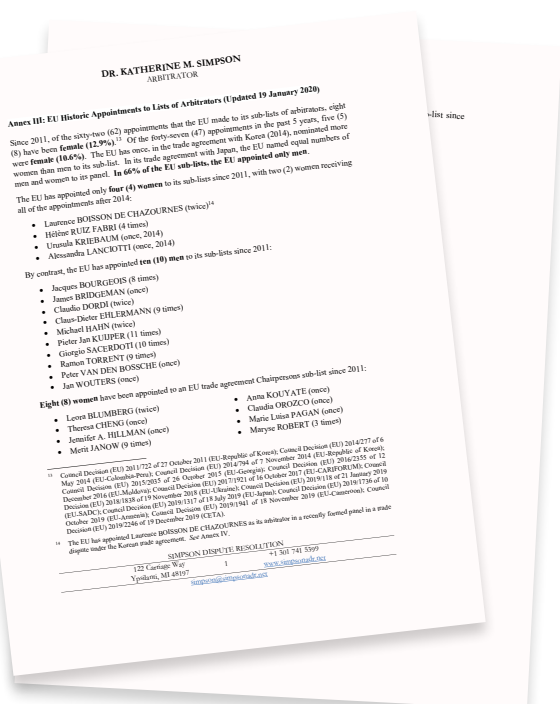 DR. KATHERINE M. SIMPSON
ARBITRATOR
Annex III: EU Historic Appointments to Lists of Arbitrators (Updated 19 January 2020)
Since 2011, of the sixty-two (62) appointments that the EU made to its sub-lists of arbitrators, eight
(8) have been female (12.9%).13 Of the forty-seven (47) appointments in the past 5 years, five (5)
were female (10.6%). The EU has once, in the trade agreement with Korea (2014), nominated more
women than men to its sub-list. In its trade agreement with Japan, the EU named equal numbers of
men and women to its panel. In 66% of the EU sub-lists, the EU appointed only men.
The EU has appointed only four (4) women to its sub-lists since 2011, with two (2) women receiving
all of the appointments after 2014:
• Laurence BOISSON DE CHAZOURNES (twice)14
• Hélène RUIZ FABRI (4 times)
• Urusula KRIEBAUM (once, 2014)
• Alessandra LANCIOTTI (once, 2014)
By contrast, the EU has appointed ten (10) men to its sub-lists since 2011:
• Jacques BOURGEOIS (8 times)
• James BRIDGEMAN (once)
• Claudio DORDI (twice)
• Claus-Dieter EHLERMANN (9 times)
• Michael HAHN (twice)
• Pieter Jan KUIJPER (11 times)
• Giorgio SACERDOTI (10 times)
• Ramon TORRENT (9 times)
• Peter VAN DEN BOSSCHE (once)
• Jan WOUTERS (once)
Eight (8) women have been appointed to an EU trade agreement Chairpersons sub-list since 2011:
• Leora BLUMBERG (twice)
• Theresa CHENG (once)
• Jennifer A. HILLMAN (once)
• Merit JANOW (9 times)
• Anna KOUYATE (once)
• Claudia OROZCO (once)
• Marie Luisa PAGAN (once)
• Maryse ROBERT (3 times)
13 Council Decision (EU) 2011/722 of 27 October 2011 (EU-Republic of Korea); Council Decision (EU) 2014/277 of 6
May 2014 (EU-Colombia-Peru); Council Decision (EU) 2014/794 of 7 November 2014 (EU-Republic of Korea);
Council Decision (EU) 2015/2035 of 26 October 2015 (EU-Georgia); Council Decision (EU) 2016/2355 of 12
December 2016 (EU-Moldova); Council Decision (EU) 2017/1921 of 16 October 2017 (EU-CARIFORUM); Council
Decision (EU) 2018/1838 of 19 November 2018 (EU-Ukraine); Council Decision (EU) 2019/118 of 21 January 2019
(EU-SADC); Council Decision (EU) 2019/1317 of 18 July 2019 (EU-Japan); Council Decision (EU) 2019/1736 of 10
October 2019 (EU-Armenia); Council Decision (EU) 2019/1941 of 18 November 2019 (EU-Cameroon); Council
Decision (EU) 2019/2246 of 19 December 2019 (CETA).
14 The EU has appointed Laurence BOISSON DE CHAZOURNES as its arbitrator in a recently formed panel in a trade
dispute under the Korean trade agreement. See Annex IV.
SIMPSON DISPUTE RESOLUTION
122 Carriage Way 1 +1 301 741 5399
Ypsilanti, MI 48197 www.simpsonadr.net
simpson@simpsonadr.net
-list since